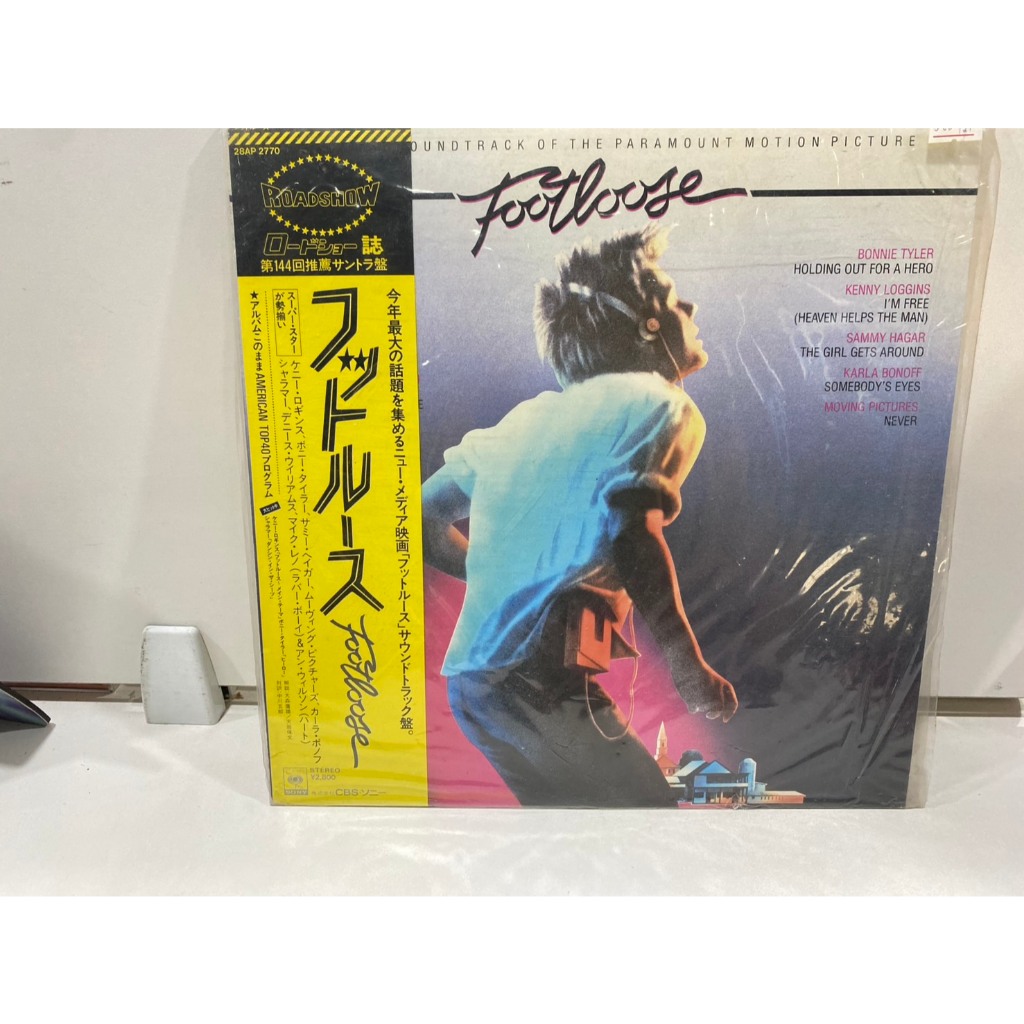 28AP 2770
ROADSHOW
ロードショー誌
第144回推薦サントラ盤
今年最大の話題を集めるニュー・メディア映画「フットルース」サウンドトラック盤。
フットルース
Footloose
スーパー・スター
が勢揃い
ケニー・ロギンス、ボニー・タイラー、サミー・ヘイガー、ムーヴィング・ピクチャーズ、カーラ・ボノフ
シャラマー、デニース・ウイリアムス、マイク・レノ(ラバー・ボーイ)&アン・ウィルソン(ハート)
★アルバムこのままAMERICAN TOP40プログラム
STEREO
¥2,800
SONY
CBSソニー
OUNDTRACK OF THE PARAMOUNT MOTION PICTURE
Footloose
BONNIE TYLER
HOLDING OUT FOR A HERO
KENNY LOGGINS
I'M FREE
(HEAVEN HELPS THE MAN)
SAMMY HAGAR
THE GIRL GETS AROUND
KARLA BONOFF
SOMEBODY'S EYES
MOVING PICTURES
NEVER